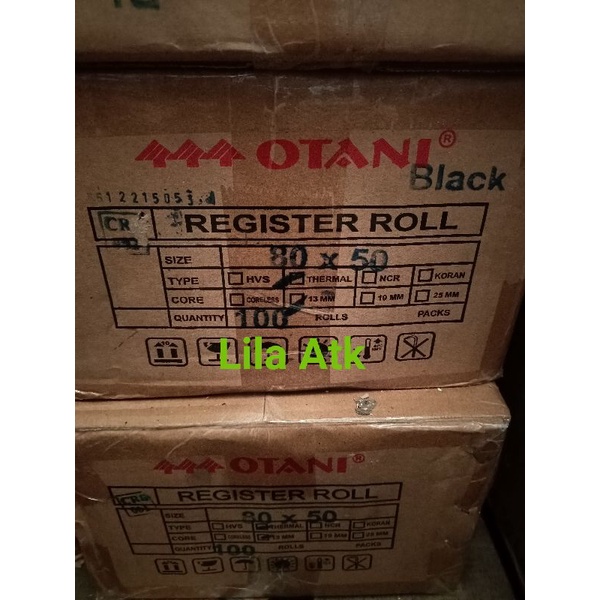 OTANI®
Black
CR
REGISTER ROLL
SIZE 80 x 50
TYPE HVS THERMAL NCR KORAN
CORE CORELESS 13 MM 19 MM 25 MM
QUANTITY 100 ROLLS PACKS
Lila Atk
OTANI®
REGISTER ROLL
SIZE 80 x 50
TYPE HVS THERMAL NCR KORAN
CORE CORELESS 13 MM 19 MM 25 MM
QUANTITY 100 ROLLS PACKS